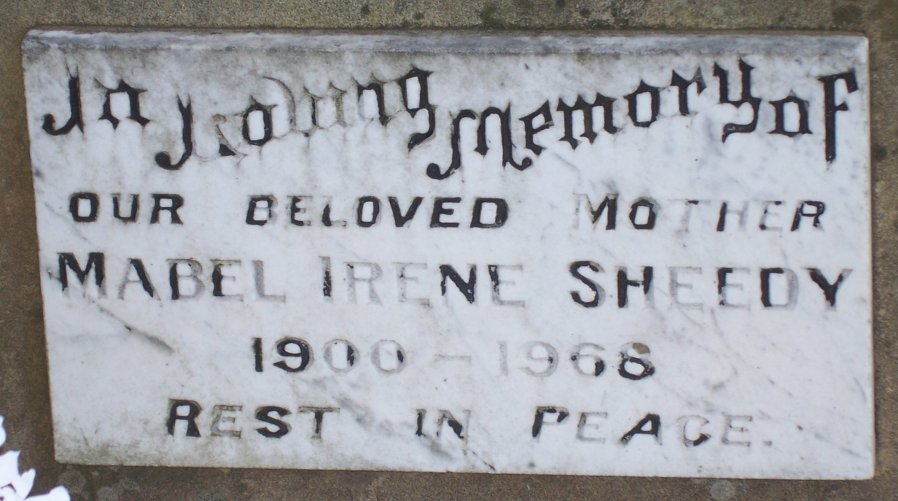 In Loving Memory of
OUR BELOVED MOTHER
MABEL IRENE SHEEDY
1900 - 1968
REST IN PEACE.